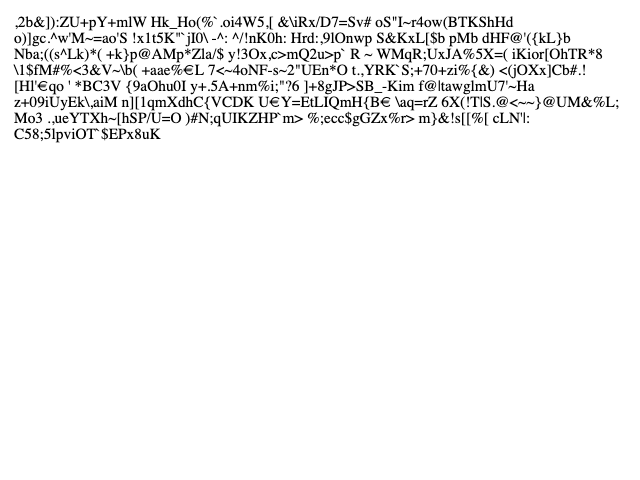 ,2b&]):ZU+pY+mlW Hk_Ho(%`.oi4W5,[ &\iRx/D7=Sv# oS"I~r4ow(BTKShHd
o)]gc.^w'M~=ao'S !x1t5K"`jI0\ -^: ^/!nK0h: Hrd:,9lOnwp S&KxL[$b pMb dHF@'({kL}b
Nba;((s^Lk)*( +k}p@AMp*Zla/$ y!3Ox,c>mQ2u>p` R ~ WMqR;UxJA%5X=( iKior[OhTR*8
\1$fM#%<3&V~\b( +aae%€L 7<~4oNF-s~2"UEn*O t.,YRK`S;+70+zi%{&) <(jOXx]Cb#.!
[Hl'€qo ' *BC3V {9aOhu0I y+.5A+nm%i;"?6 ]+8gJP>SB_-Kim f@|tawglmU7'~Ha
z+09iUyEk\,aiM n][1qmXdhC{VCDK U€Y=EtLIQmH{B€ \aq=rZ 6X(!T|S.@<~~}@UM&%L;
Mo3 .,ueYTXh~[hSP/U=O )#N;qUIKZHP`m> %;ecc$gGZx%r> m}&!s[[%[ cLN'l:
C58;5lpviOT`$EPx8uK